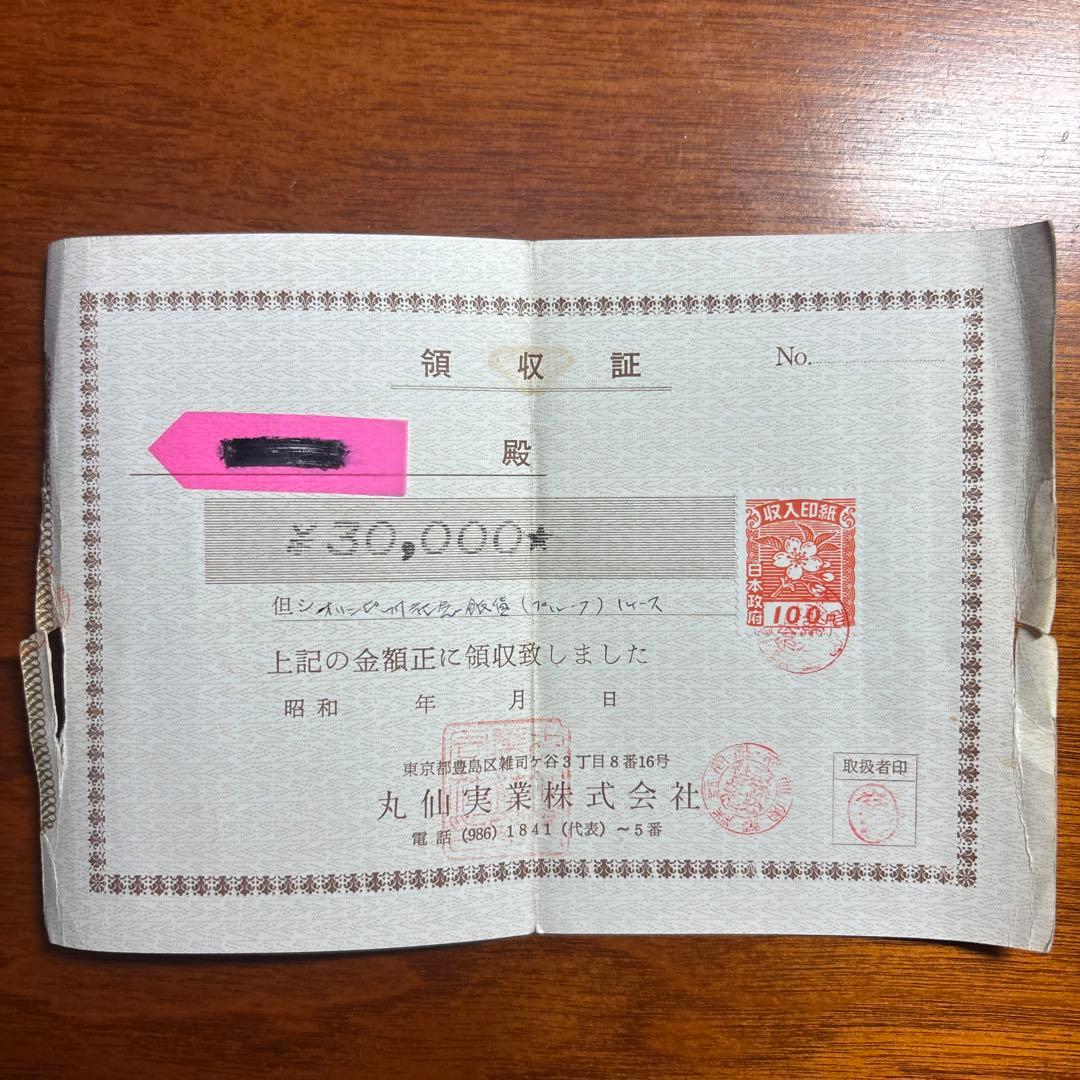 領収証
No.
殿
¥30,000★
収入印紙
日本政府
100円
但シ オリンピック記念銀貨(プルーフ)1ケース
上記の金額正に領収致しました
昭和 年 月 日
東京都豊島区雑司ケ谷3丁目8番16号
丸仙実業株式会社
電話(986)1841(代表)~5番
取扱者印